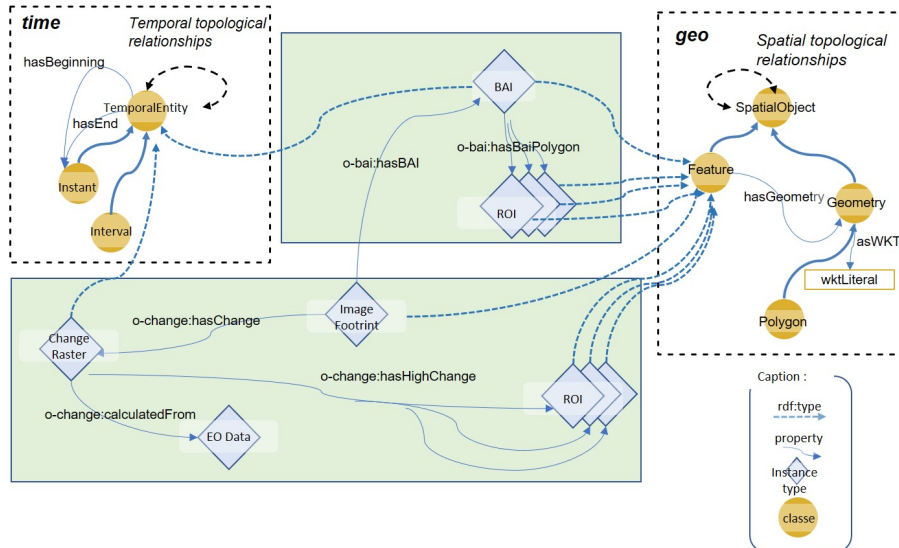 time
Temporal topological
relationships
hasBeginning
TemporalEntity
hasEnd
Instant
Interval
BAI
o-bai:hasBAI
o-bai:hasBaiPolygon
ROI
geo
Spatial topological
relationships
SpatialObject
Feature
hasGeometry
Geometry
asWKT
wktLiteral
Polygon
Image
Footrint
o-change:hasChange
Change
Raster
o-change:hasHighChange
ROI
o-change:calculatedFrom
EO Data
Caption :
rdf:type
property
Instance
type
classe